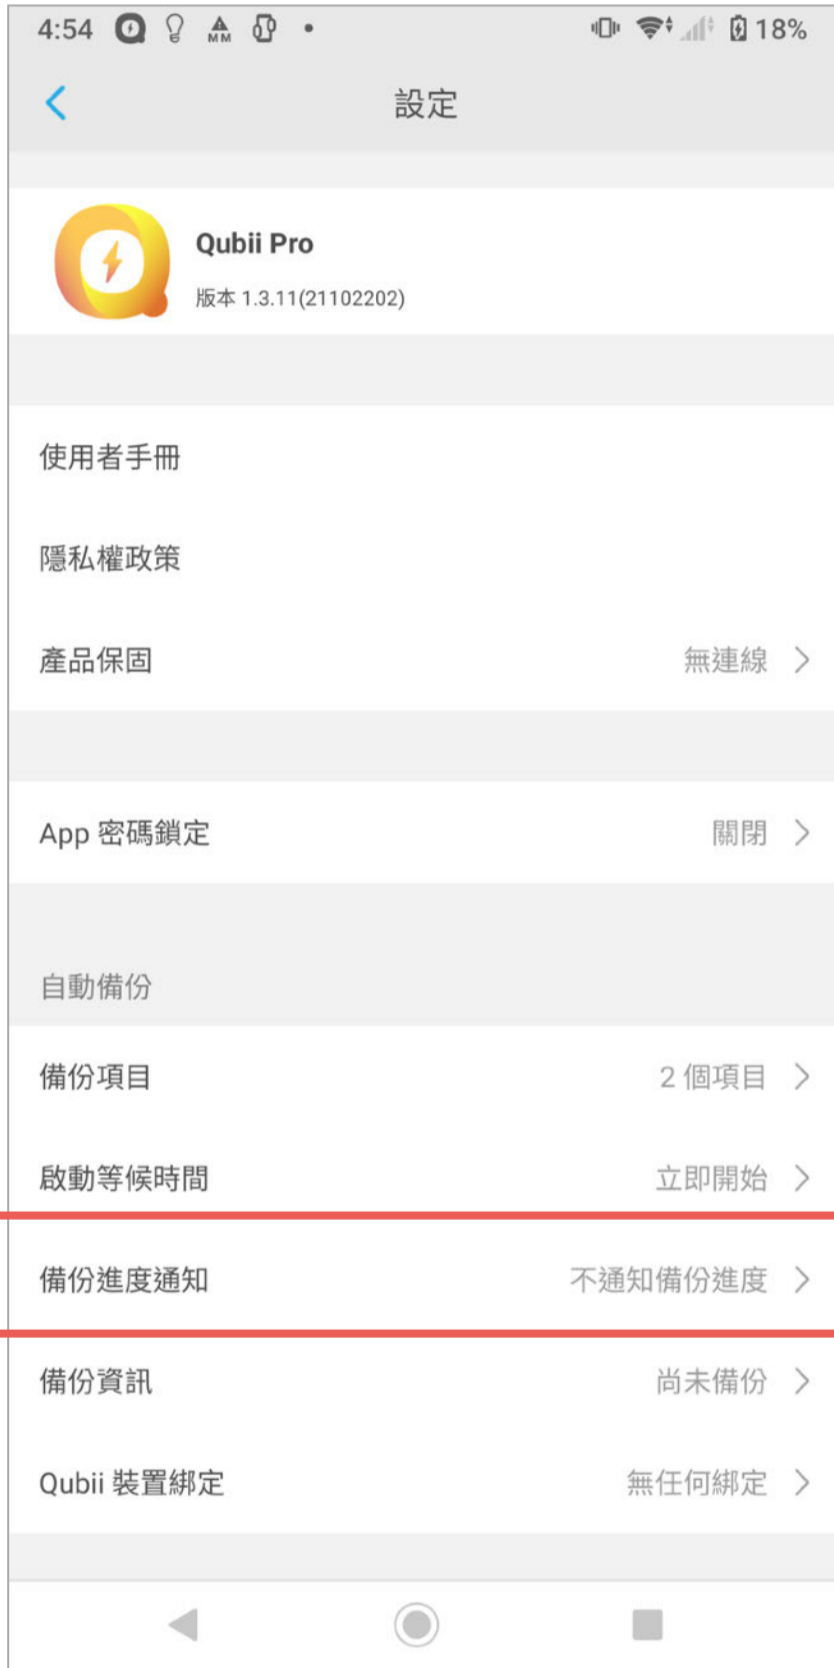 4:54
MM
18%
設定
Qubii Pro
版本 1.3.11(21102202)
使用者手冊
隱私權政策
產品保固 無連線
App 密碼鎖定 關閉
自動備份
備份項目 2 個項目
啟動等候時間 立即開始
備份進度通知 不通知備份進度
備份資訊 尚未備份
Qubii 裝置綁定 無任何綁定